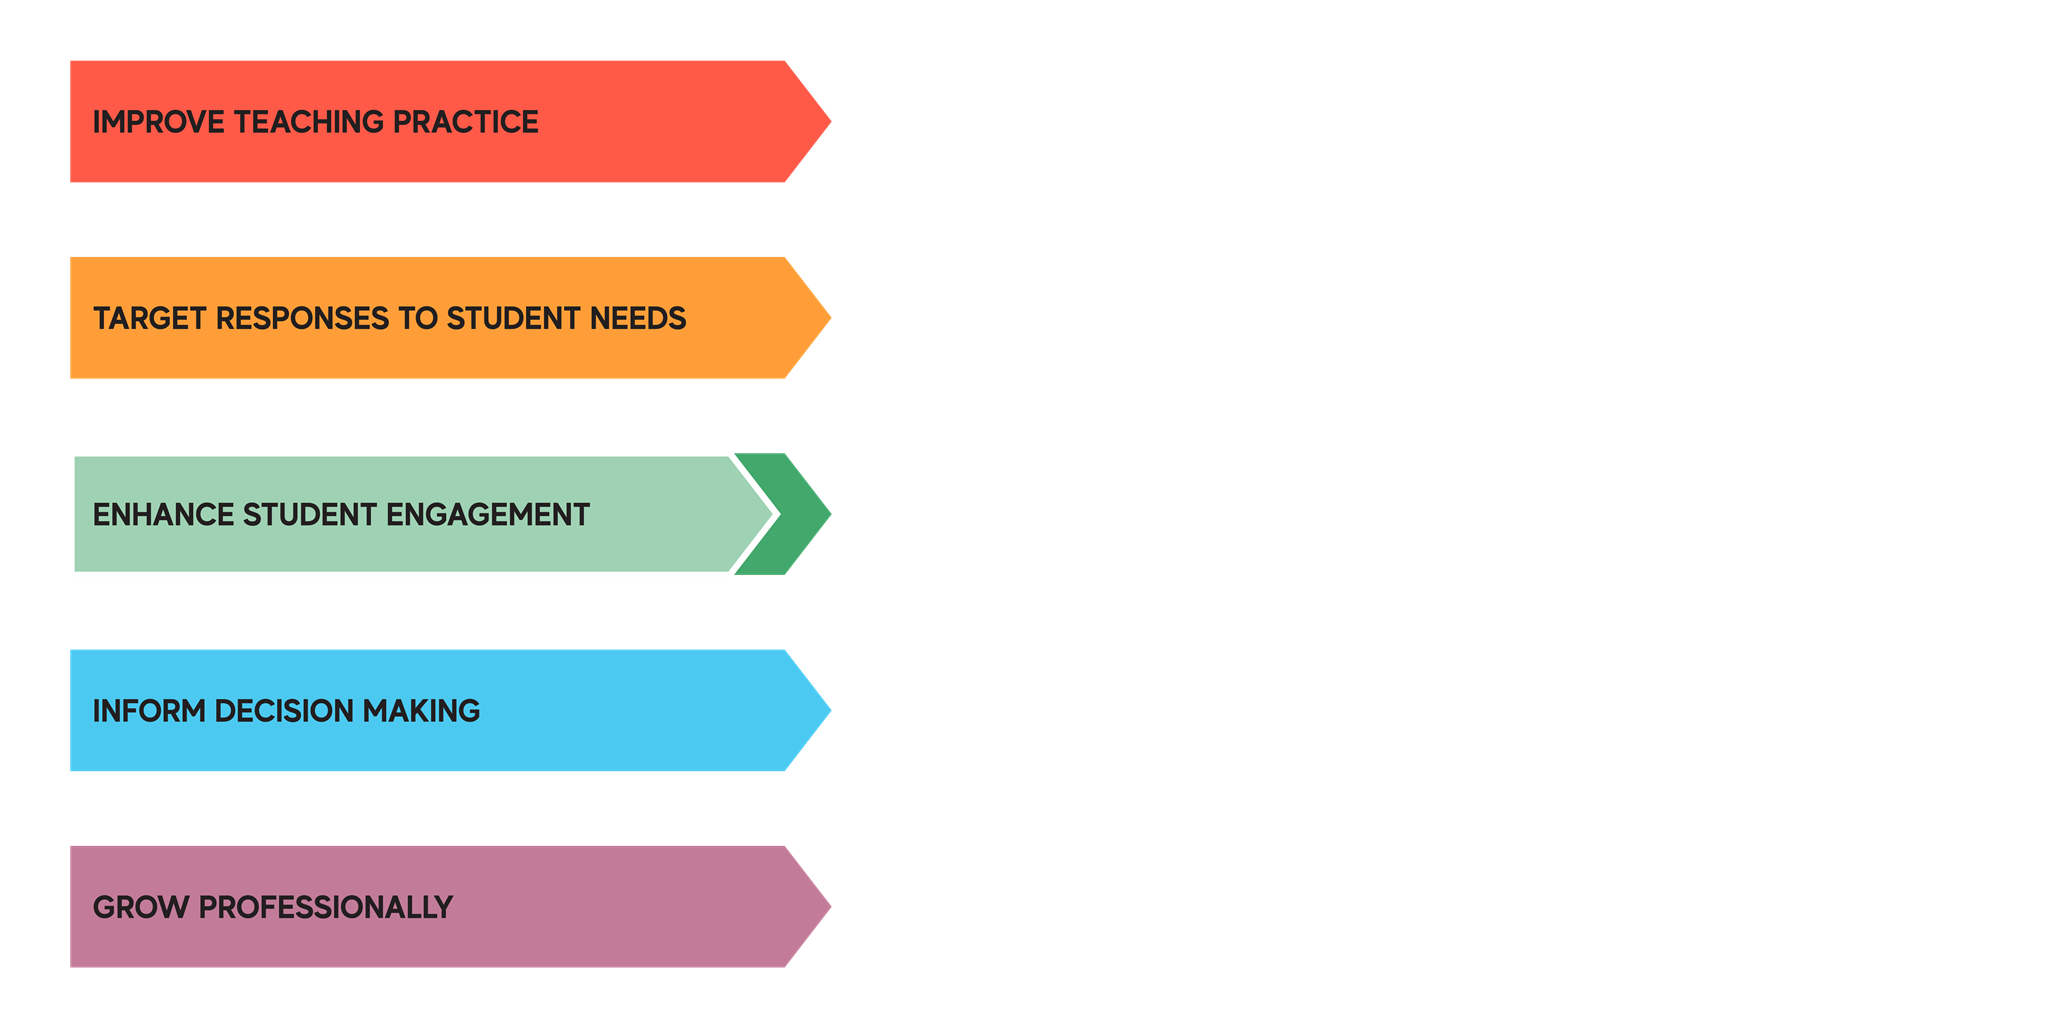 IMPROVE TEACHING PRACTICE
TARGET RESPONSES TO STUDENT NEEDS
ENHANCE STUDENT ENGAGEMENT
INFORM DECISION MAKING
GROW PROFESSIONALLY